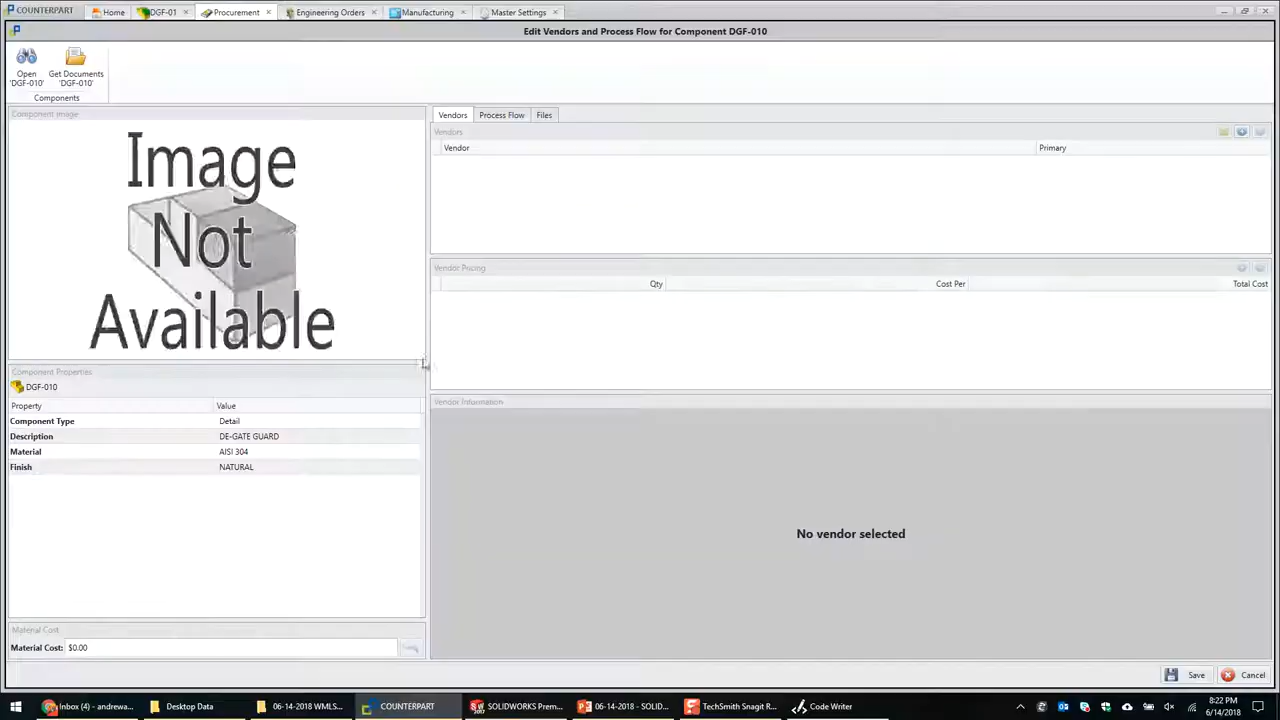 COUNTERPART
Home
DGF-01
Procurement
Engineering Orders
Manufacturing
Master Settings
Edit Vendors and Process Flow for Component DGF-010
Open 'DGF-010'
Get Documents 'DGF-010'
Components
Component Image
Image Not Available
Component Properties
DGF-010
Property Value
Component Type Detail
Description DE-GATE GUARD
Material AISI 304
Finish NATURAL
Material Cost
Material Cost: $0.00
Vendors Process Flow Files
Vendors
Vendor Primary
Vendor Pricing
Qty Cost Per Total Cost
Vendor Information
No vendor selected
Save Cancel
Inbox (4) - andrewa...
Desktop Data
06-14-2018 WMLS...
COUNTERPART
SOLIDWORKS Prem...
06-14-2018 - SOLID...
TechSmith Snagit R...
Code Writer
8:22 PM
6/14/2018